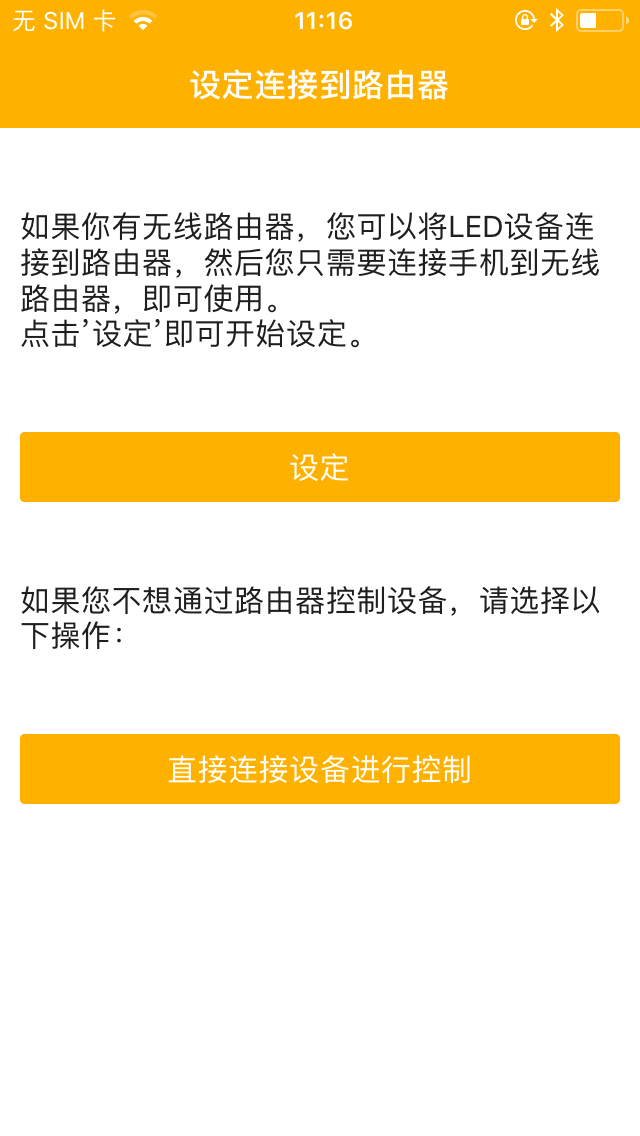 无 SIM 卡
11:16
设定连接到路由器
如果你有无线路由器，您可以将LED设备连
接到路由器，然后您只需要连接手机到无线
路由器，即可使用。
点击’设定’即可开始设定。
设定
如果您不想通过路由器控制设备，请选择以
下操作：
直接连接设备进行控制